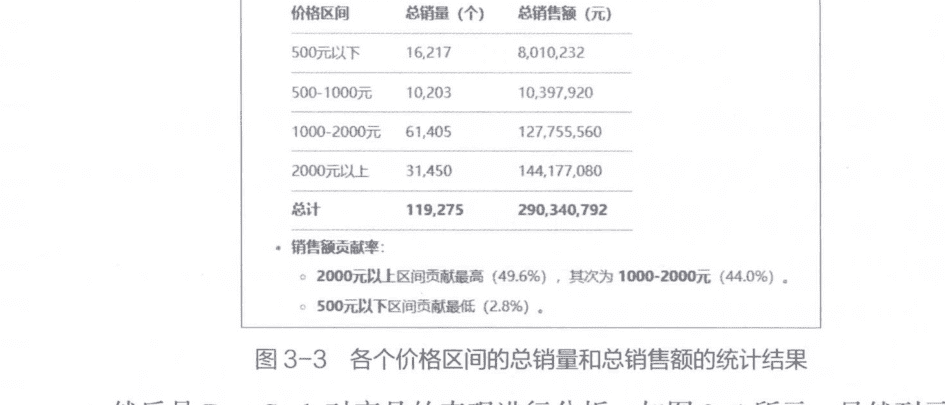 价格区间 总销量（个） 总销售额（元）
500元以下 16,217 8,010,232
500-1000元 10,203 10,397,920
1000-2000元 61,405 127,755,560
2000元以上 31,450 144,177,080
总计 119,275 290,340,792
• 销售额贡献率：
○ 2000元以上区间贡献最高（49.6%），其次为 1000-2000元（44.0%）。
○ 500元以下区间贡献最低（2.8%）。
图 3-3 各个价格区间的总销量和总销售额的统计结果